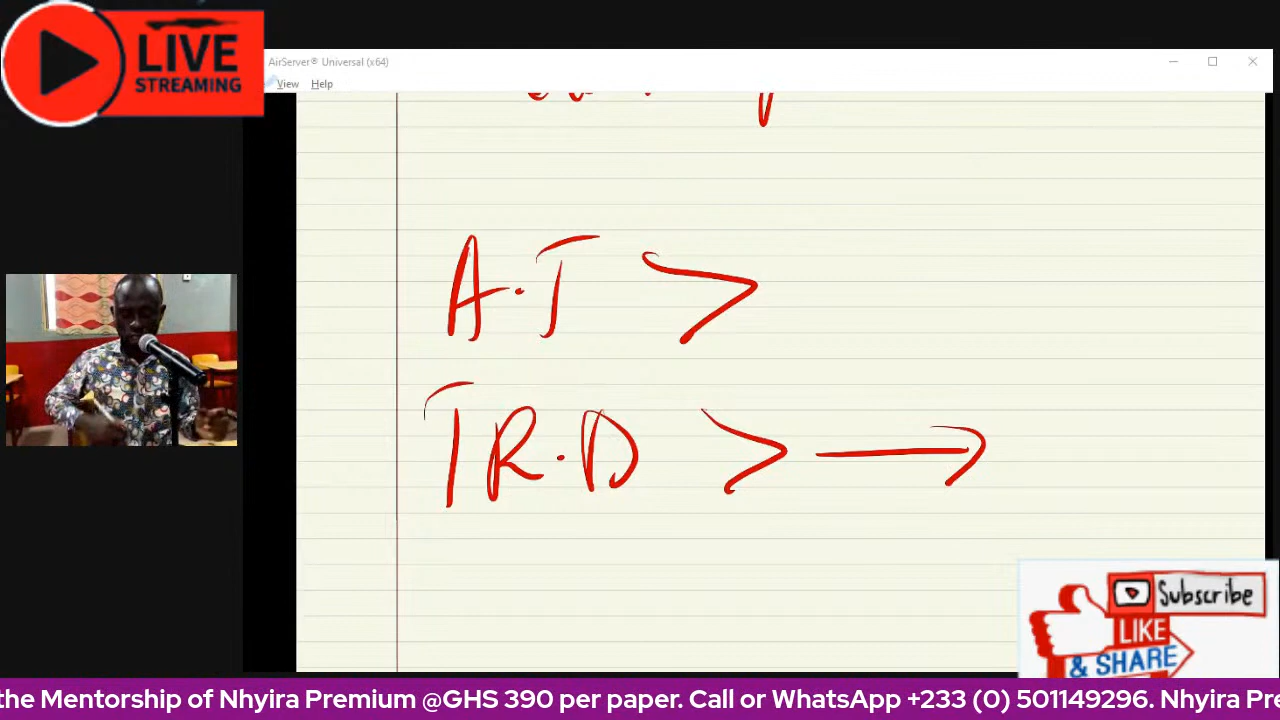 LIVE
STREAMING
AirServer® Universal (x64)
View Help
A.T >
TR.D > →
Subscribe
LIKE
& SHARE
the Mentorship of Nhyira Premium @GHS 390 per paper. Call or WhatsApp +233 (0) 501149296. Nhyira Pre